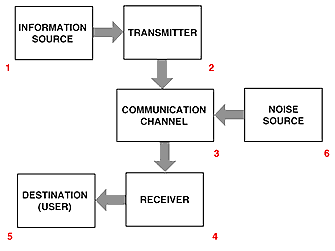 INFORMATION
SOURCE
1
TRANSMITTER
2
COMMUNICATION
CHANNEL
3
NOISE
SOURCE
6
DESTINATION
(USER)
5
RECEIVER
4